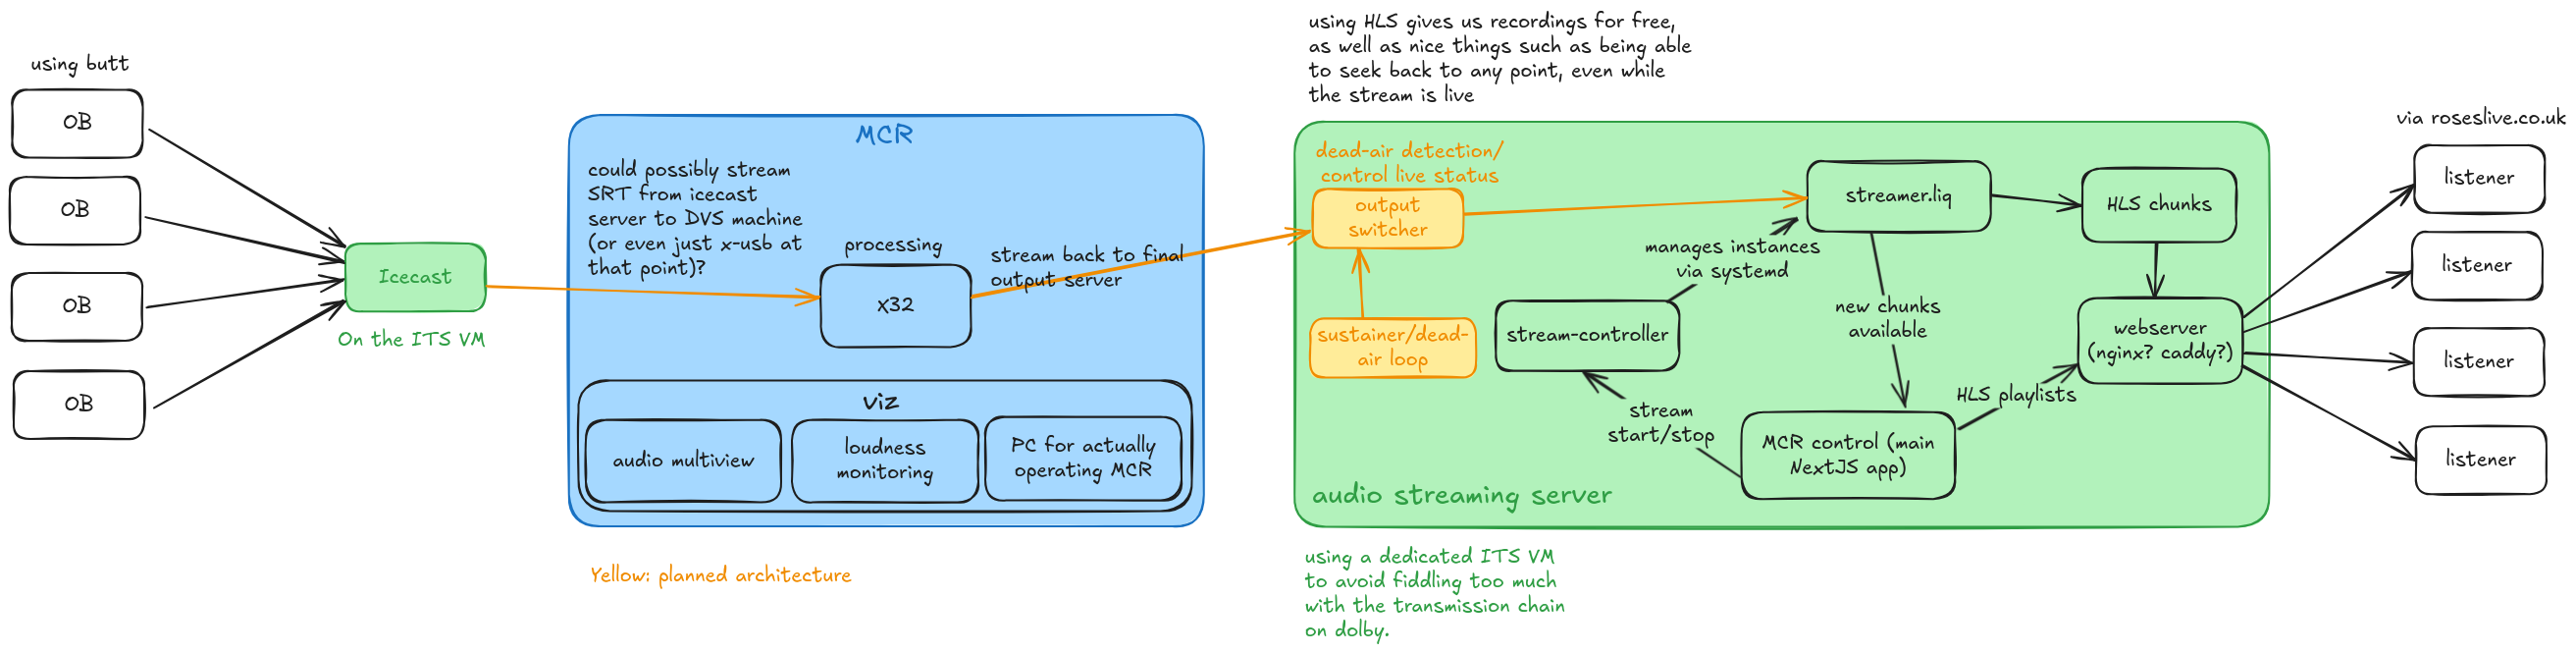 using butt
OB
OB
OB
OB
Icecast
On the ITS VM
MCR
could possibly stream
SRT from icecast
server to DVS machine
(or even just x-usb at
that point)?
processing
X32
stream back to final
output server
Viz
audio multiview
loudness
monitoring
PC for actually
operating MCR
Yellow: planned architecture
using HLS gives us recordings for free,
as well as nice things such as being able
to seek back to any point, even while
the stream is live
dead-air detection/
control live status
output
switcher
sustainer/dead-
air loop
streamer.liq
manages instances
via systemd
stream-controller
new chunks
available
stream
start/stop
MCR control (main
NextJS app)
HLS playlists
HLS chunks
webserver
(nginx? caddy?)
audio streaming server
using a dedicated ITS VM
to avoid fiddling too much
with the transmission chain
on dolby.
via roseslive.co.uk
listener
listener
listener
listener